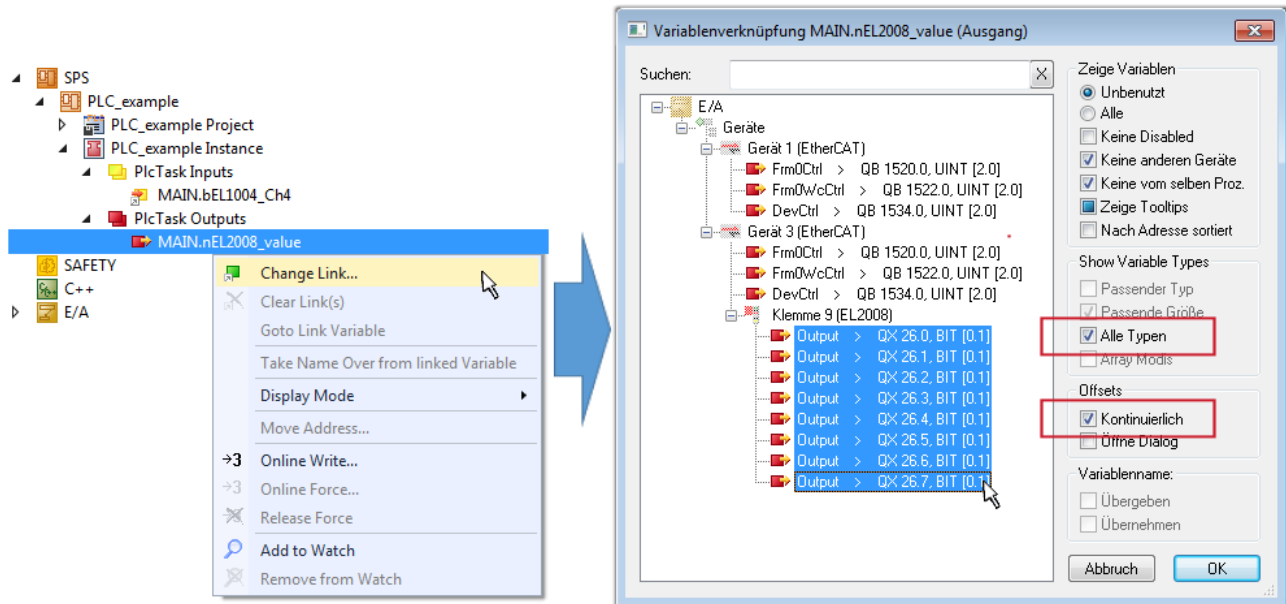 SPS
PLC_example
PLC_example Project
PLC_example Instance
PlcTask Inputs
MAIN.bEL1004_Ch4
PlcTask Outputs
MAIN.nEL2008_value
SAFETY
C++
E/A
Change Link...
Clear Link(s)
Goto Link Variable
Take Name Over from linked Variable
Display Mode
Move Address...
Online Write...
Online Force...
Release Force
Add to Watch
Remove from Watch
Variablenverknüpfung MAIN.nEL2008_value (Ausgang)
Suchen:
E/A
Geräte
Gerät 1 (EtherCAT)
Frm0Ctrl > QB 1520.0, UINT [2.0]
Frm0WcCtrl > QB 1522.0, UINT [2.0]
DevCtrl > QB 1534.0, UINT [2.0]
Gerät 3 (EtherCAT)
Frm0Ctrl > QB 1520.0, UINT [2.0]
Frm0WcCtrl > QB 1522.0, UINT [2.0]
DevCtrl > QB 1534.0, UINT [2.0]
Klemme 9 (EL2008)
Output > QX 26.0, BIT [0.1]
Output > QX 26.1, BIT [0.1]
Output > QX 26.2, BIT [0.1]
Output > QX 26.3, BIT [0.1]
Output > QX 26.4, BIT [0.1]
Output > QX 26.5, BIT [0.1]
Output > QX 26.6, BIT [0.1]
Output > QX 26.7, BIT [0.1]
Zeige Variablen
Unbenutzt
Alle
Keine Disabled
Keine anderen Geräte
Keine vom selben Proz.
Zeige Tooltips
Nach Adresse sortiert
Show Variable Types
Passender Typ
Passende Größe
Alle Typen
Array Modis
Offsets
Kontinuierlich
Öffne Dialog
Variablenname:
Übergeben
Übernehmen
Abbruch
OK